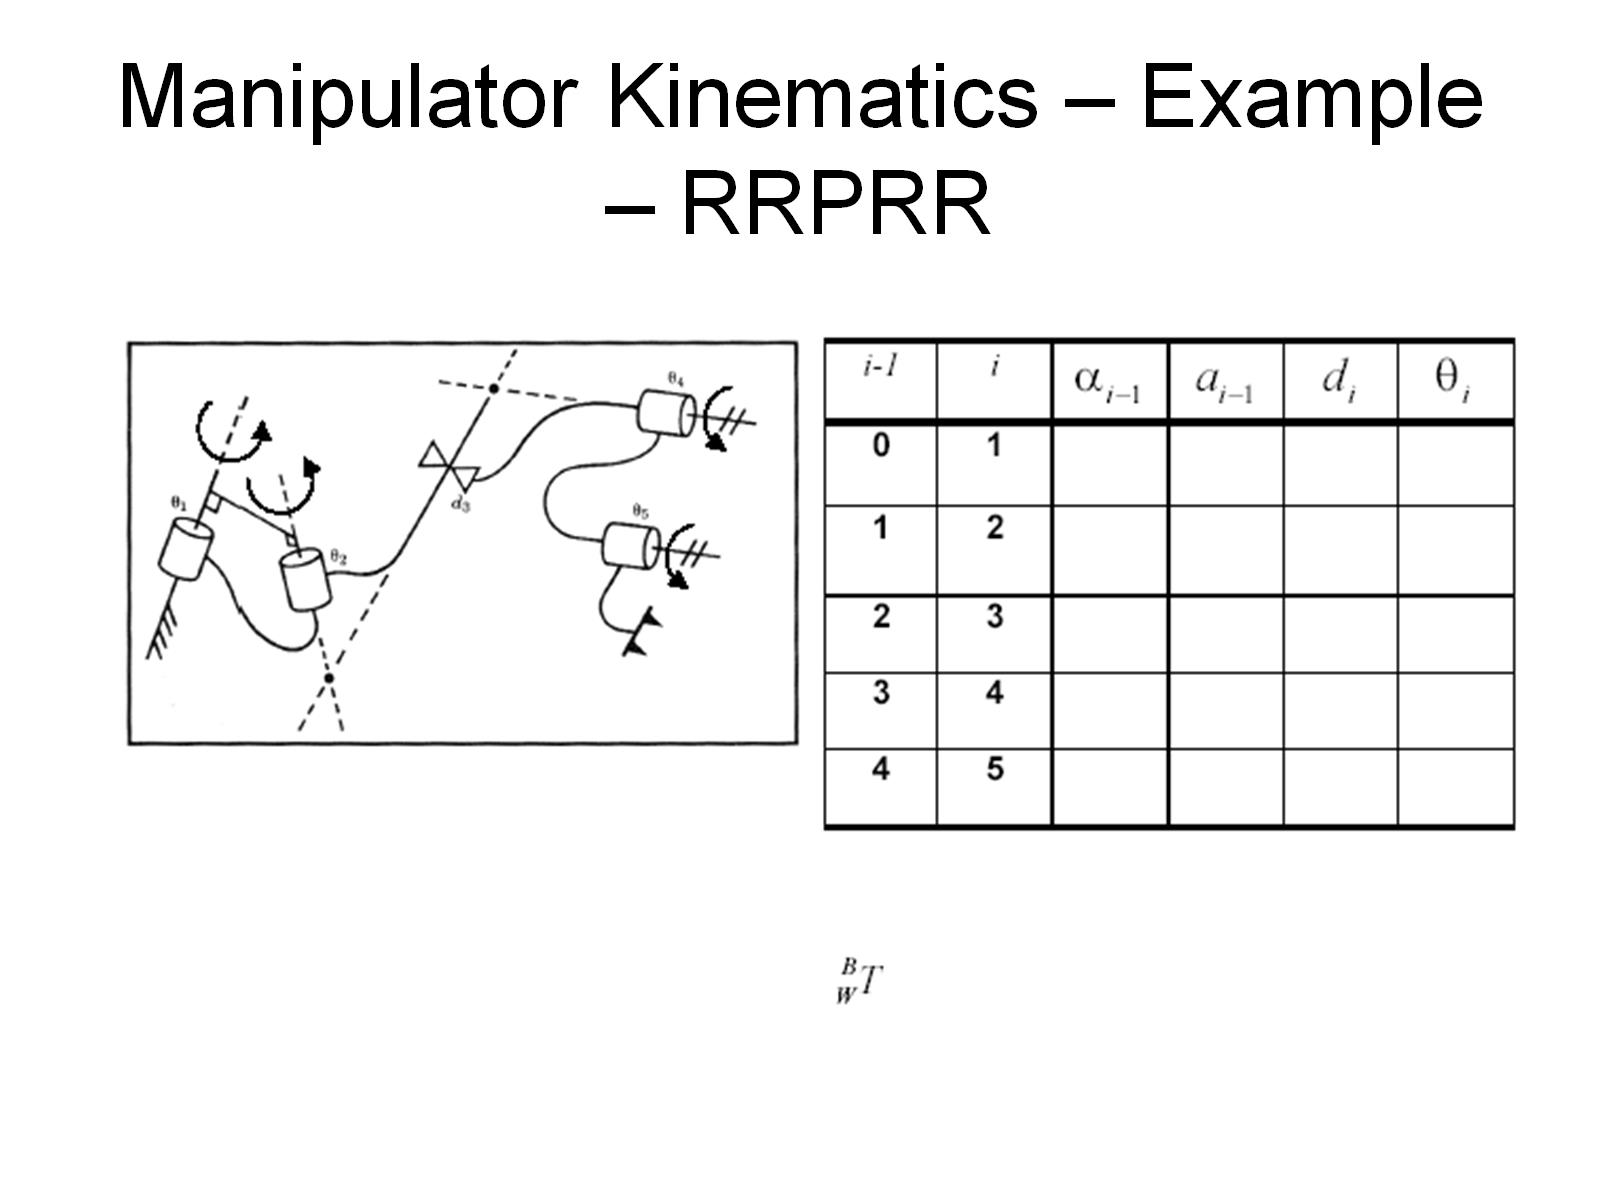 Manipulator Kinematics – Example
– RRPRR
θ4
θ1
θ2
d3
θ5
i-1 i αi−1 ai−1 di θi
0 1
1 2
2 3
3 4
4 5
B
W T